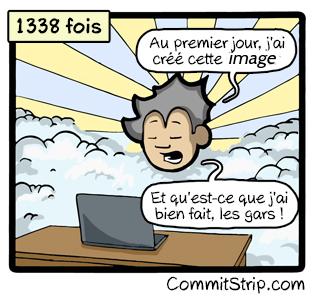 1338 fois
Au premier jour, j'ai
créé cette image
Et qu'est-ce que j'ai
bien fait, les gars !
CommitStrip.com